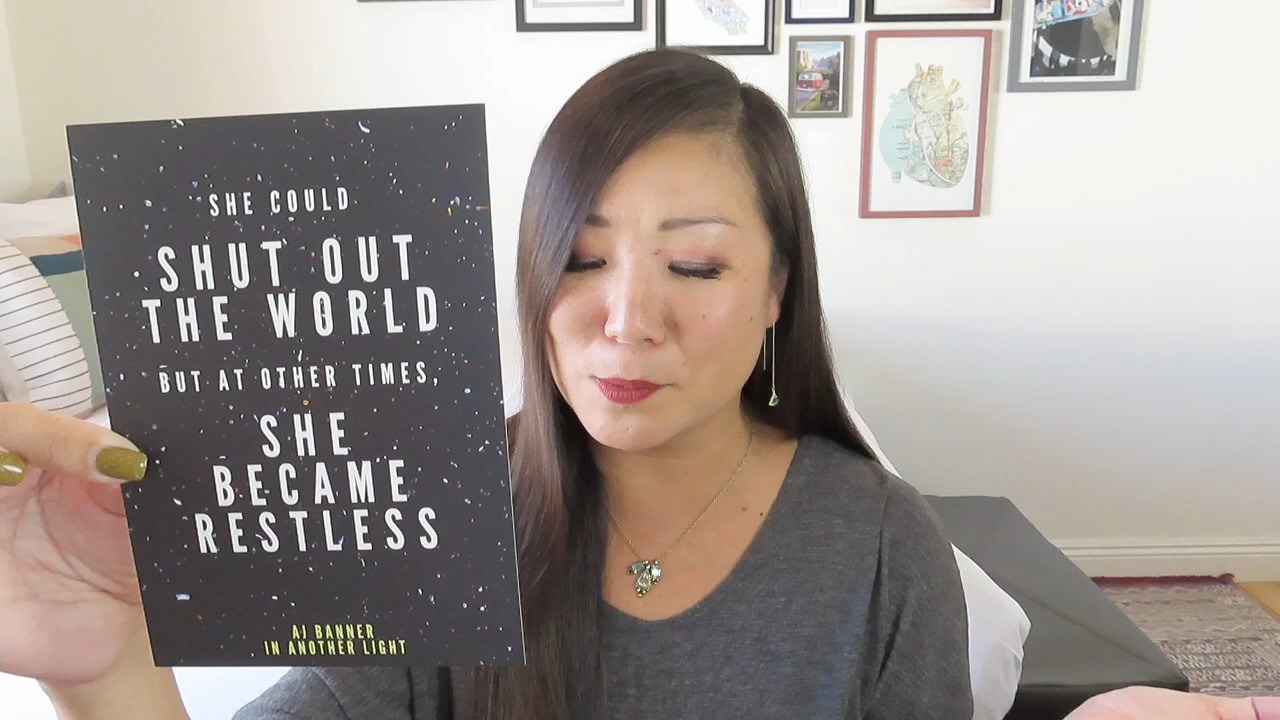 SHE COULD
SHUT OUT
THE WORLD
BUT AT OTHER TIMES,
SHE
BECAME
RESTLESS
AJ BANNER
IN ANOTHER LIGHT